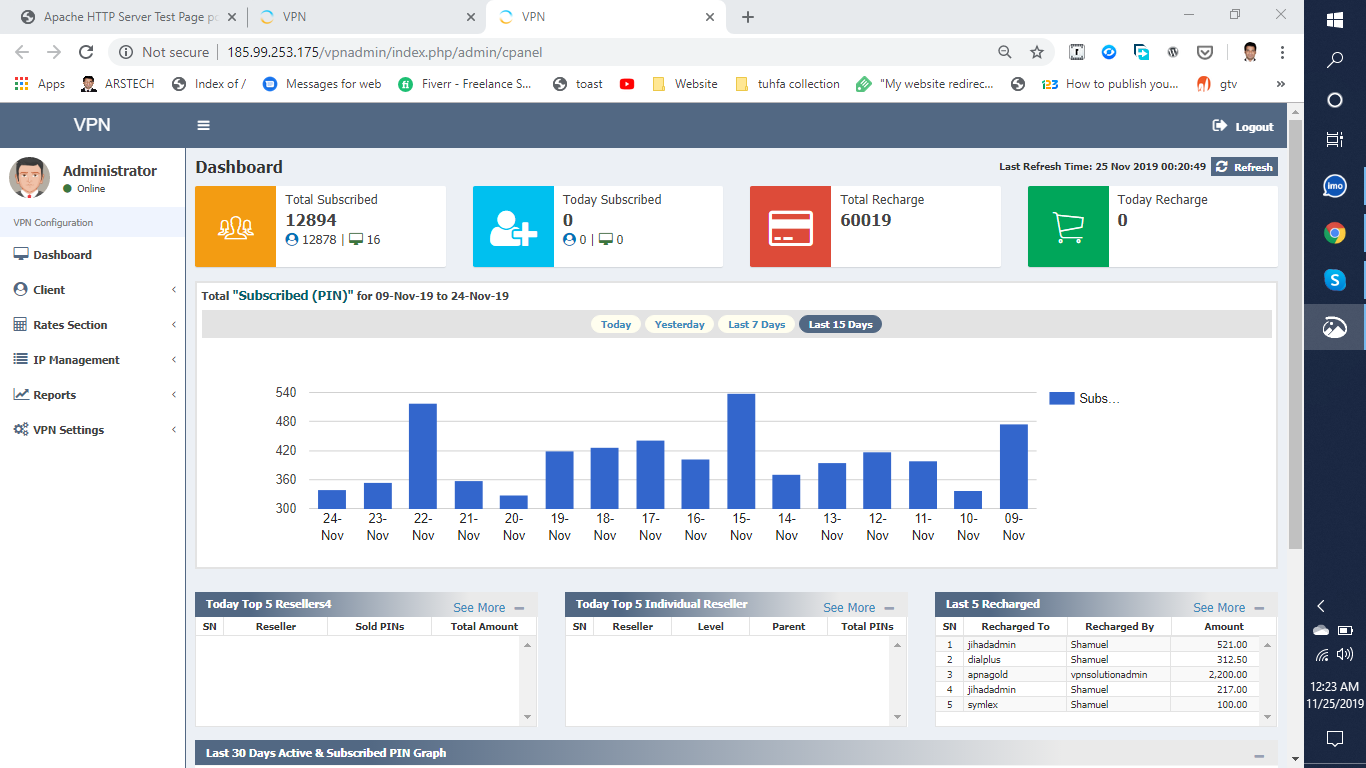 Apache HTTP Server Test Page po
VPN
VPN
Not secure | 185.99.253.175/vpnadmin/index.php/admin/cpanel
Apps ARSTECH Index of / Messages for web Fiverr - Freelance S... toast Website tuhfa collection "My website redirec... 123 How to publish you... gtv »
VPN
Logout
Administrator
Online
VPN Configuration
Dashboard
Client
Rates Section
IP Management
Reports
VPN Settings
Dashboard
Last Refresh Time: 25 Nov 2019 00:20:49 Refresh
Total Subscribed
12894
12878 | 16
Today Subscribed
0
0 | 0
Total Recharge
60019
Today Recharge
0
Total "Subscribed (PIN)" for 09-Nov-19 to 24-Nov-19
Today Yesterday Last 7 Days Last 15 Days
540
480
420
360
300
Subs...
24-Nov 23-Nov 22-Nov 21-Nov 20-Nov 19-Nov 18-Nov 17-Nov 16-Nov 15-Nov 14-Nov 13-Nov 12-Nov 11-Nov 10-Nov 09-Nov
Today Top 5 Resellers4 See More
SN Reseller Sold PINs Total Amount
Today Top 5 Individual Reseller See More
SN Reseller Level Parent Total PINs
Last 5 Recharged See More
SN Recharged To Recharged By Amount
1 jihadadmin Shamuel 521.00
2 dialplus Shamuel 312.50
3 apnagold vpnsolutionadmin 2,200.00
4 jihadadmin Shamuel 217.00
5 symlex Shamuel 100.00
Last 30 Days Active & Subscribed PIN Graph
imo
12:23 AM
11/25/2019